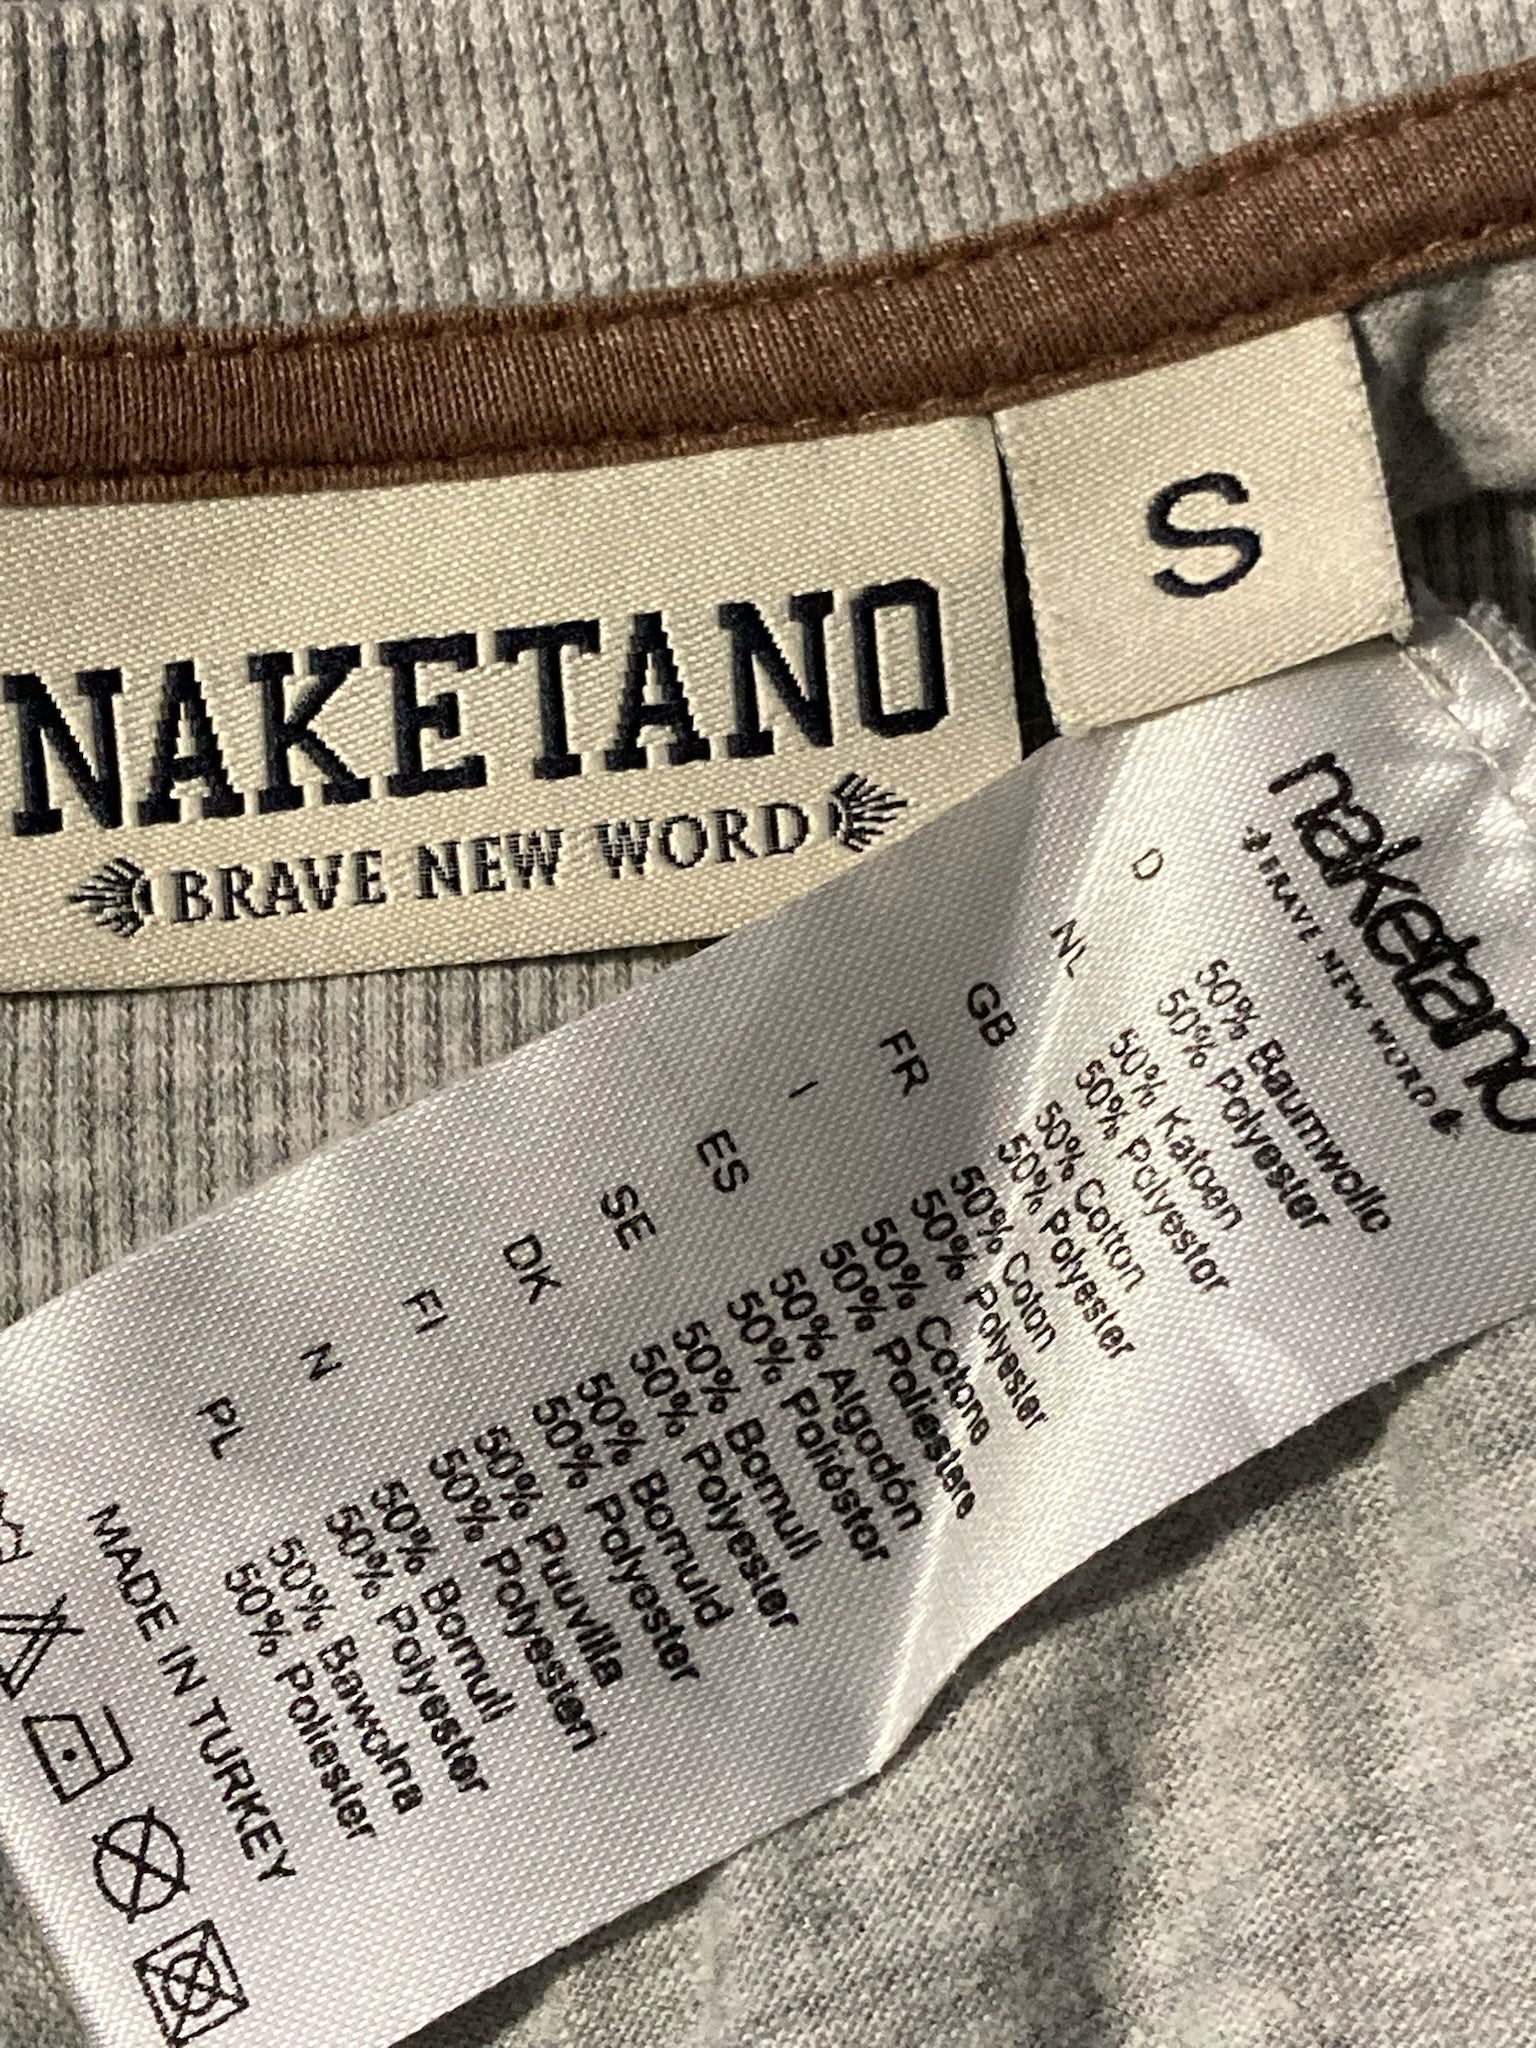 NAKETANO
BRAVE NEW WORD
S
naketano
BRAVE NEW WORD
D 50% Baumwolle
50% Polyester
NL 50% Katoen
50% Polyester
GB 50% Cotton
50% Polyester
FR 50% Coton
50% Polyester
I 50% Cotone
50% Poliestere
ES 50% Algodón
50% Poliéster
SE 50% Bomull
50% Polyester
DK 50% Bomuld
50% Polyester
FI 50% Puuvilla
50% Polyesteri
N 50% Bomull
50% Polyester
PL 50% Bawolna
50% Poliester
MADE IN TURKEY